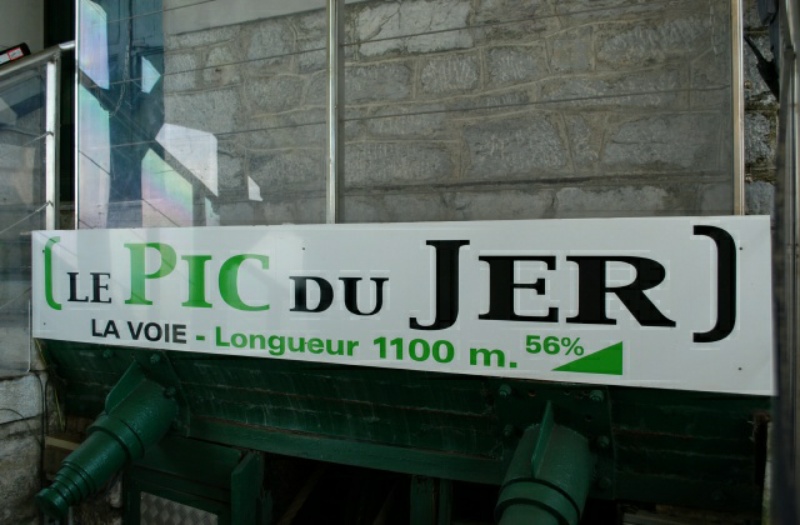 (LE PIC DU JER)
LA VOIE - Longueur 1100 m. 56%